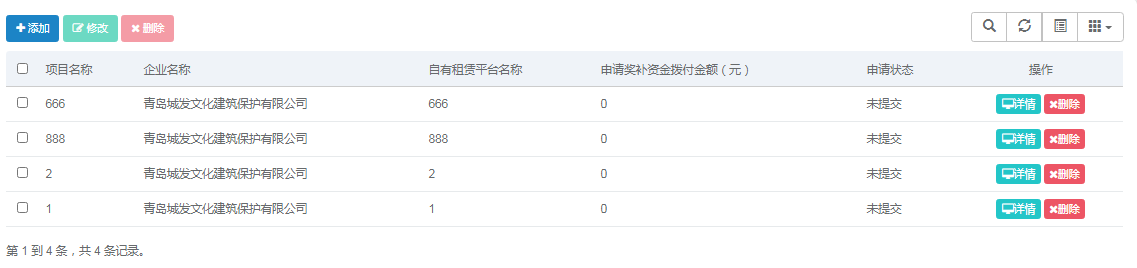 添加 修改 删除
项目名称 企业名称 自有租赁平台名称 申请奖补资金拨付金额（元） 申请状态 操作
666 青岛城发文化建筑保护有限公司 666 0 未提交 详情 删除
888 青岛城发文化建筑保护有限公司 888 0 未提交 详情 删除
2 青岛城发文化建筑保护有限公司 2 0 未提交 详情 删除
1 青岛城发文化建筑保护有限公司 1 0 未提交 详情 删除
第 1 到 4 条，共 4 条记录。